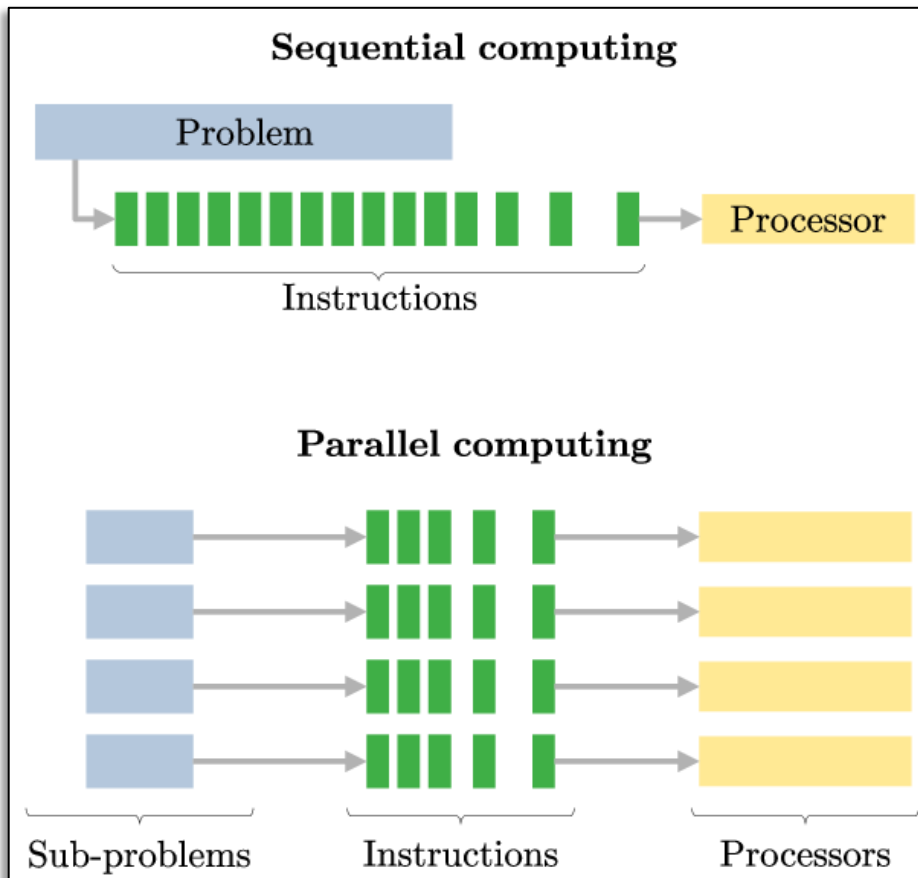 Sequential computing
Problem
Processor
Instructions
Parallel computing
Sub-problems Instructions Processors